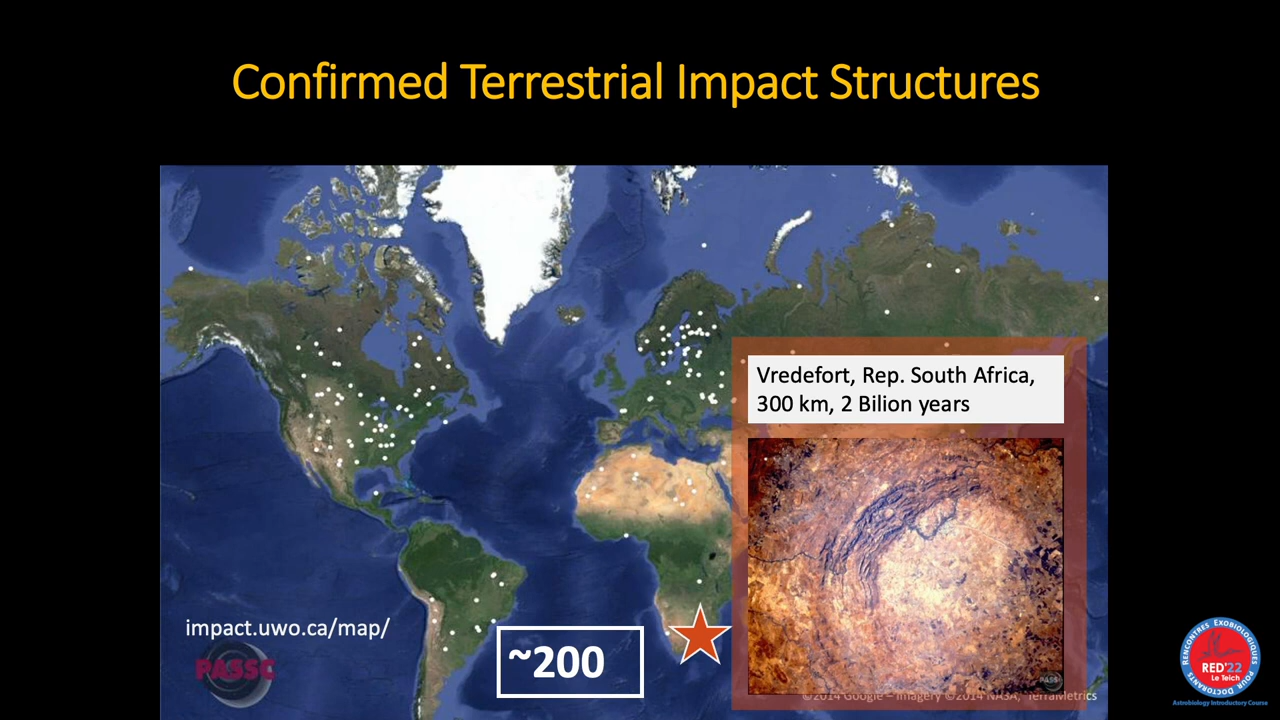 Confirmed Terrestrial Impact Structures
Vredefort, Rep. South Africa,
300 km, 2 Bilion years
impact.uwo.ca/map/
PASSC
~200
PASSC
©2014 Google – Imagery ©2014 NASA, TerraMetrics
RENCONTRES EXOBIOLOGIQUES
POUR DOCTORANTS
RED'22
Le Teich
Astrobiology Introductory Course